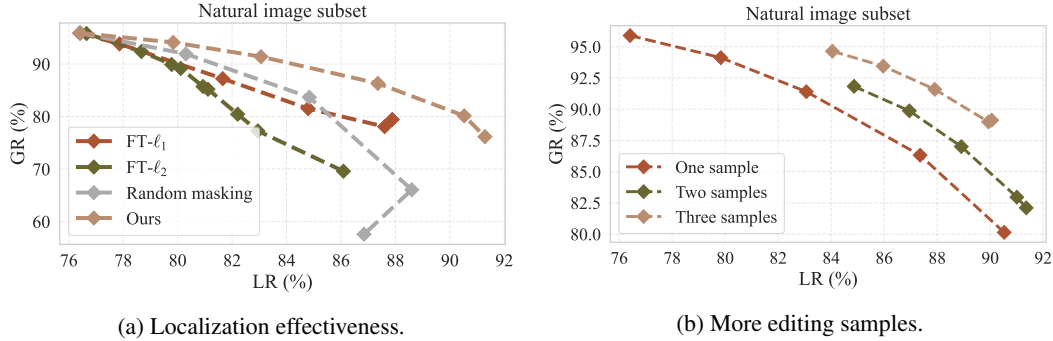 Natural image subset
GR (%)
90
80
70
60
FT-ℓ₁
FT-ℓ₂
Random masking
Ours
76 78 80 82 84 86 88 90 92
LR (%)
(a) Localization effectiveness.
Natural image subset
GR (%)
95.0
92.5
90.0
87.5
85.0
82.5
80.0
One sample
Two samples
Three samples
76 78 80 82 84 86 88 90 92
LR (%)
(b) More editing samples.